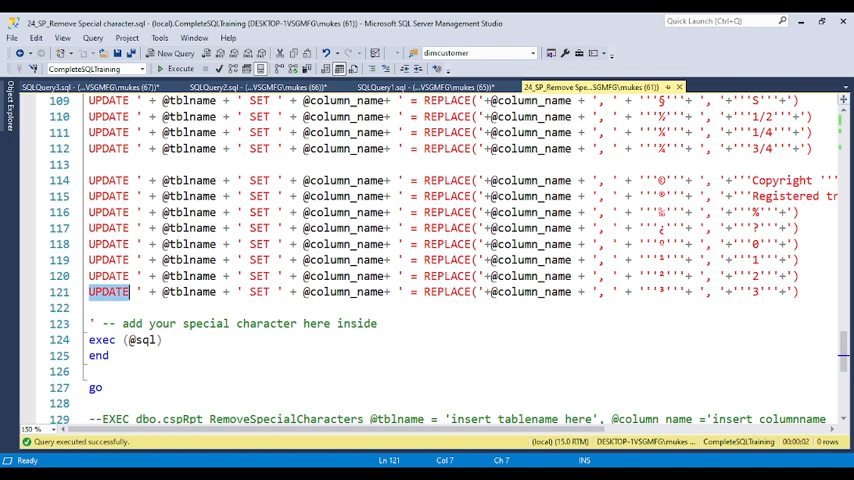 24_SP_Remove Special character.sql - (local).CompleteSQLTraining (DESKTOP-1VSGMFG\mukes (61)) - Microsoft SQL Server Management Studio
Quick Launch (Ctrl+Q)
File Edit View Query Project Tools Window Help
New Query
dimcustomer
CompleteSQLTraining
Execute
SQLQuery3.sql - ...VSGMFG\mukes (67))*
SQLQuery2.sql - ...VSGMFG\mukes (66))*
SQLQuery1.sql - ...VSGMFG\mukes (65))*
24_SP_Remove Spe...SGMFG\mukes (61))
Object Explorer
109 UPDATE ' + @tblname + ' SET ' + @column_name+ ' = REPLACE('+@column_name + ', ' + '''§'''+ ', '+'''S'''+')
110 UPDATE ' + @tblname + ' SET ' + @column_name+ ' = REPLACE('+@column_name + ', ' + '''½'''+ ', '+'''1/2'''+')
111 UPDATE ' + @tblname + ' SET ' + @column_name+ ' = REPLACE('+@column_name + ', ' + '''¼'''+ ', '+'''1/4'''+')
112 UPDATE ' + @tblname + ' SET ' + @column_name+ ' = REPLACE('+@column_name + ', ' + '''¾'''+ ', '+'''3/4'''+')
113
114 UPDATE ' + @tblname + ' SET ' + @column_name+ ' = REPLACE('+@column_name + ', ' + '''©'''+ ', '+'''Copyright '''
115 UPDATE ' + @tblname + ' SET ' + @column_name+ ' = REPLACE('+@column_name + ', ' + '''®'''+ ', '+'''Registered tr
116 UPDATE ' + @tblname + ' SET ' + @column_name+ ' = REPLACE('+@column_name + ', ' + '''‰'''+ ', '+'''%'''+')
117 UPDATE ' + @tblname + ' SET ' + @column_name+ ' = REPLACE('+@column_name + ', ' + '''¿'''+ ', '+'''?'''+')
118 UPDATE ' + @tblname + ' SET ' + @column_name+ ' = REPLACE('+@column_name + ', ' + '''º'''+ ', '+'''0'''+')
119 UPDATE ' + @tblname + ' SET ' + @column_name+ ' = REPLACE('+@column_name + ', ' + '''¹'''+ ', '+'''1'''+')
120 UPDATE ' + @tblname + ' SET ' + @column_name+ ' = REPLACE('+@column_name + ', ' + '''²'''+ ', '+'''2'''+')
121 UPDATE ' + @tblname + ' SET ' + @column_name+ ' = REPLACE('+@column_name + ', ' + '''³'''+ ', '+'''3'''+')
122
123 ' -- add your special character here inside
124 exec (@sql)
125 end
126
127 go
129 --EXEC dbo.cspRpt RemoveSpecialCharacters @tblname = 'insert tablename here', @column name ='insert columnname
150 %
Query executed successfully.
(local) (15.0 RTM) DESKTOP-1VSGMFG\mukes ... CompleteSQLTraining 00:00:02 0 rows
Ready Ln 121 Col 7 Ch 7 INS